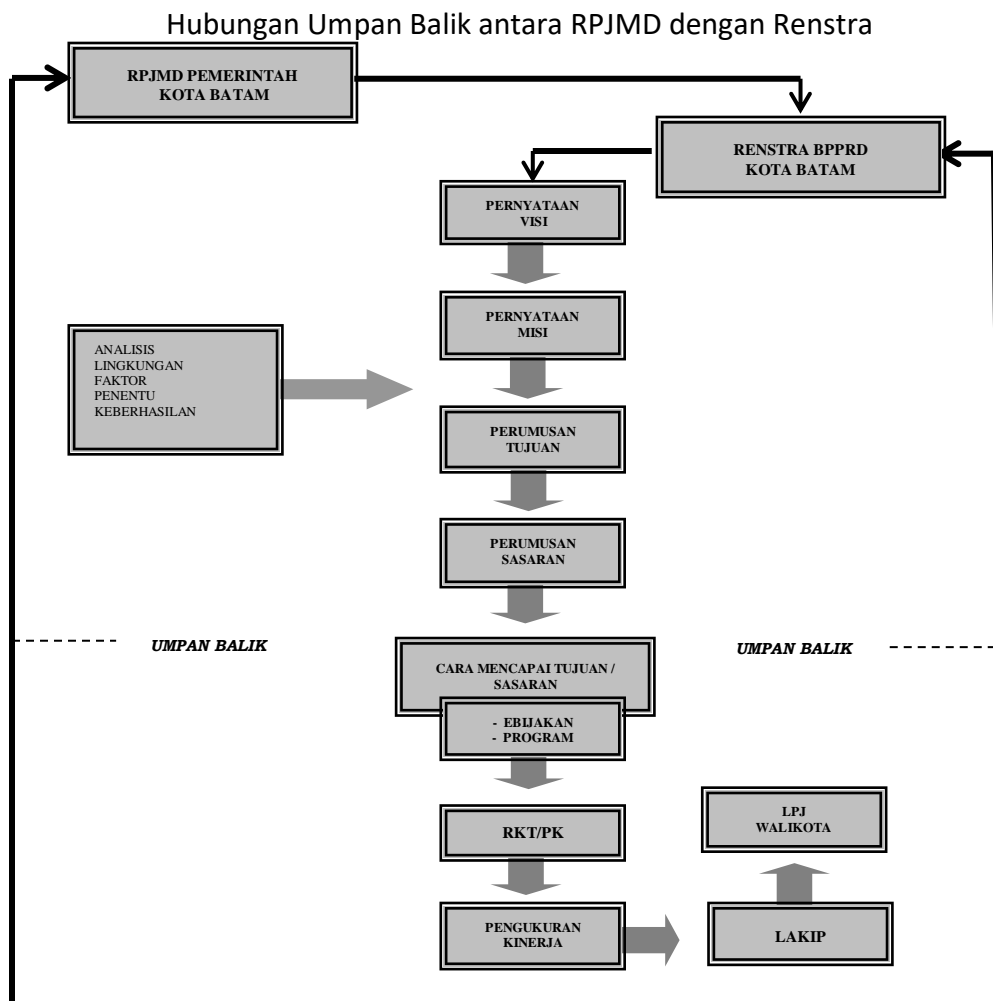 Hubungan Umpan Balik antara RPJMD dengan Renstra
RPJMD PEMERINTAH
KOTA BATAM
RENSTRA BPPRD
KOTA BATAM
PERNYATAAN
VISI
PERNYATAAN
MISI
ANALISIS
LINGKUNGAN
FAKTOR
PENENTU
KEBERHASILAN
PERUMUSAN
TUJUAN
PERUMUSAN
SASARAN
UMPAN BALIK
UMPAN BALIK
CARA MENCAPAI TUJUAN /
SASARAN
- EBIJAKAN
- PROGRAM
RKT/PK
LPJ
WALIKOTA
PENGUKURAN
KINERJA
LAKIP